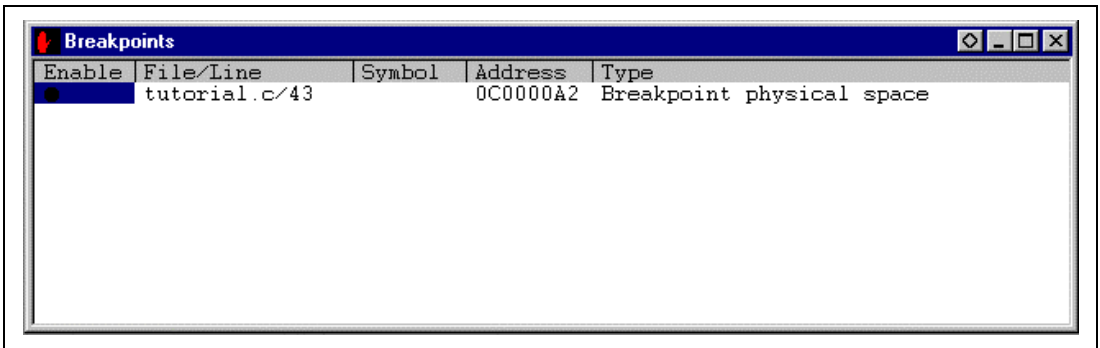 Breakpoints
Enable File/Line Symbol Address Type
tutorial.c/43 0C0000A2 Breakpoint physical space